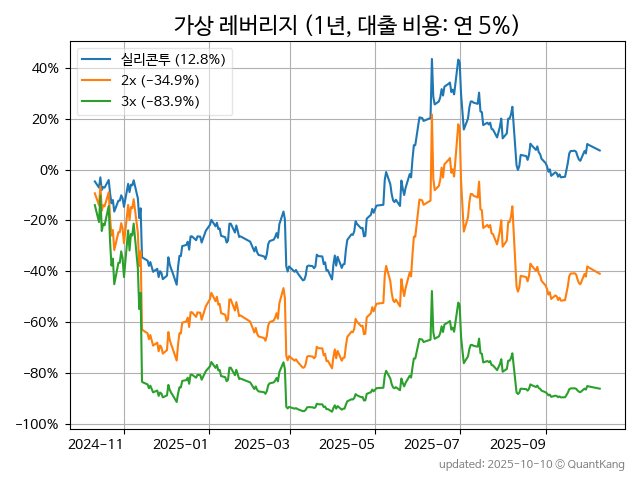 가상 레버리지 (1년, 대출 비용: 연 5%)
실리콘투 (12.8%)
2x (−34.9%)
3x (−83.9%)
40%
20%
0%
−20%
−40%
−60%
−80%
−100%
2024-11 2025-01 2025-03 2025-05 2025-07 2025-09
updated: 2025-10-10 © QuantKang